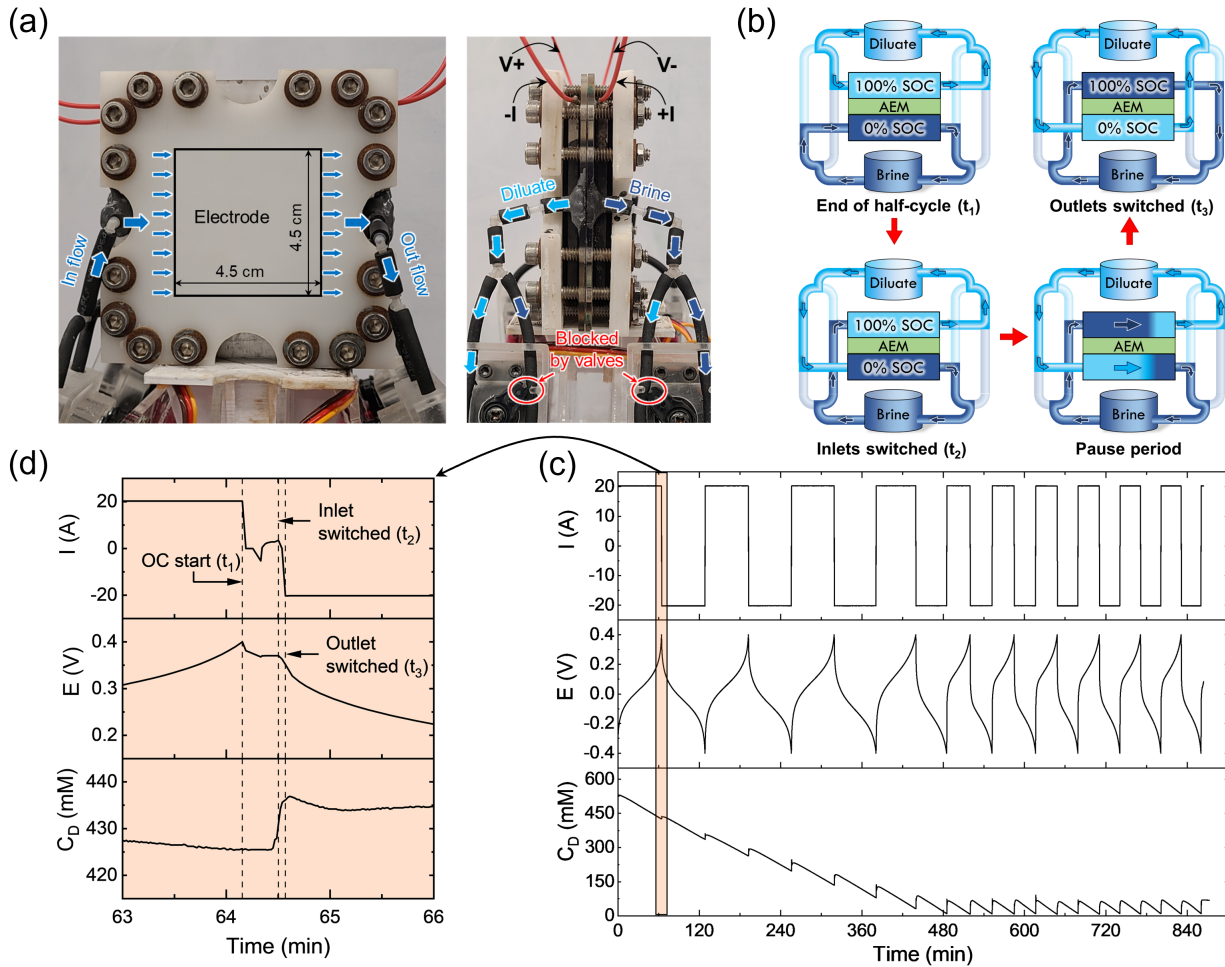 (a)
V+
V-
-I
+I
Electrode
4.5 cm
4.5 cm
In flow
Out flow
Diluate
Brine
Blocked
by valves
(b)
Diluate
100% SOC
AEM
0% SOC
Brine
End of half-cycle (t1)
Diluate
100% SOC
AEM
0% SOC
Brine
Outlets switched (t3)
Diluate
100% SOC
AEM
0% SOC
Brine
Inlets switched (t2)
Diluate
AEM
Brine
Pause period
(d)
I (A)
20
0
-20
Inlet
switched (t2)
OC start (t1)
E (V)
0.4
0.3
0.2
Outlet
switched (t3)
CD (mM)
440
430
420
63 64 65 66
Time (min)
(c)
I (A)
20
10
0
-10
-20
E (V)
0.4
0.2
0.0
-0.2
-0.4
CD (mM)
600
450
300
150
0
0 120 240 360 480 600 720 840
Time (min)